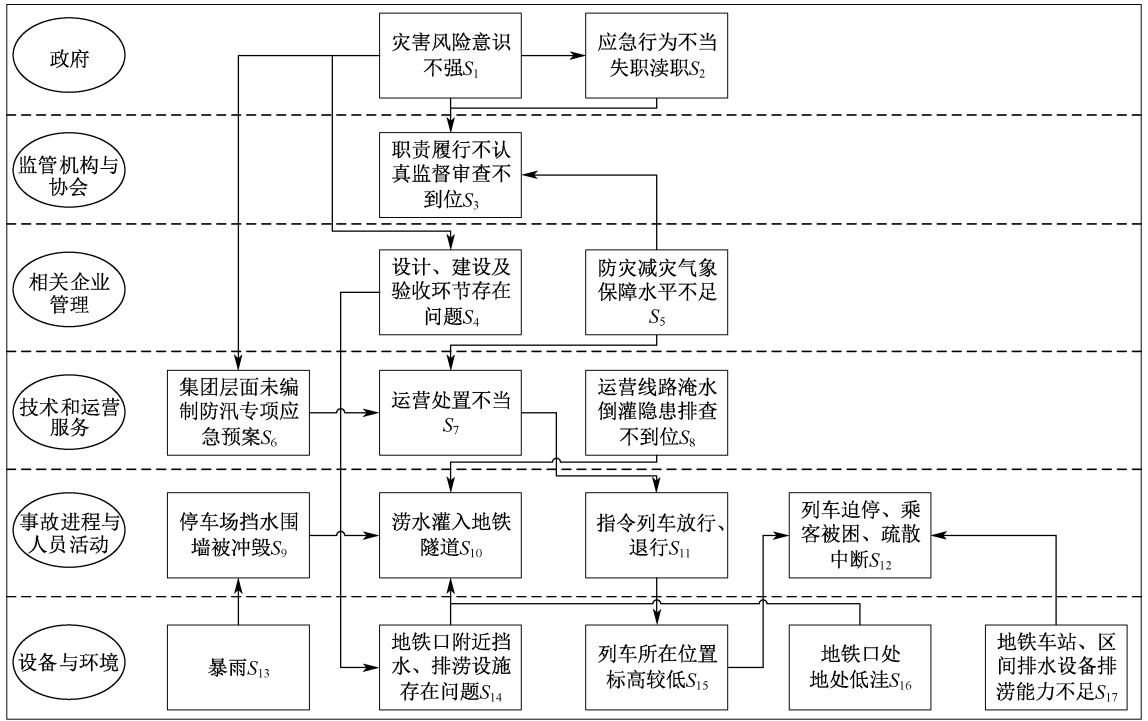 政府
灾害风险意识
不强S1
应急行为不当
失职渎职S2
监管机构与
协会
职责履行不认
真监督审查不
到位S3
相关企业
管理
设计、建设及
验收环节存在
问题S4
防灾减灾气象
保障水平不足
S5
技术和运营
服务
集团层面未编
制防汛专项应
急预案S6
运营处置不当
S7
运营线路淹水
倒灌隐患排查
不到位S8
事故进程与
人员活动
停车场挡水围
墙被冲毁S9
涝水灌入地铁
隧道S10
指令列车放行、
退行S11
列车迫停、乘
客被困、疏散
中断S12
设备与环境
暴雨S13
地铁口附近挡
水、排涝设施
存在问题S14
列车所在位置
标高较低S15
地铁口处
地处低洼S16
地铁车站、区
间排水设备排
涝能力不足S17